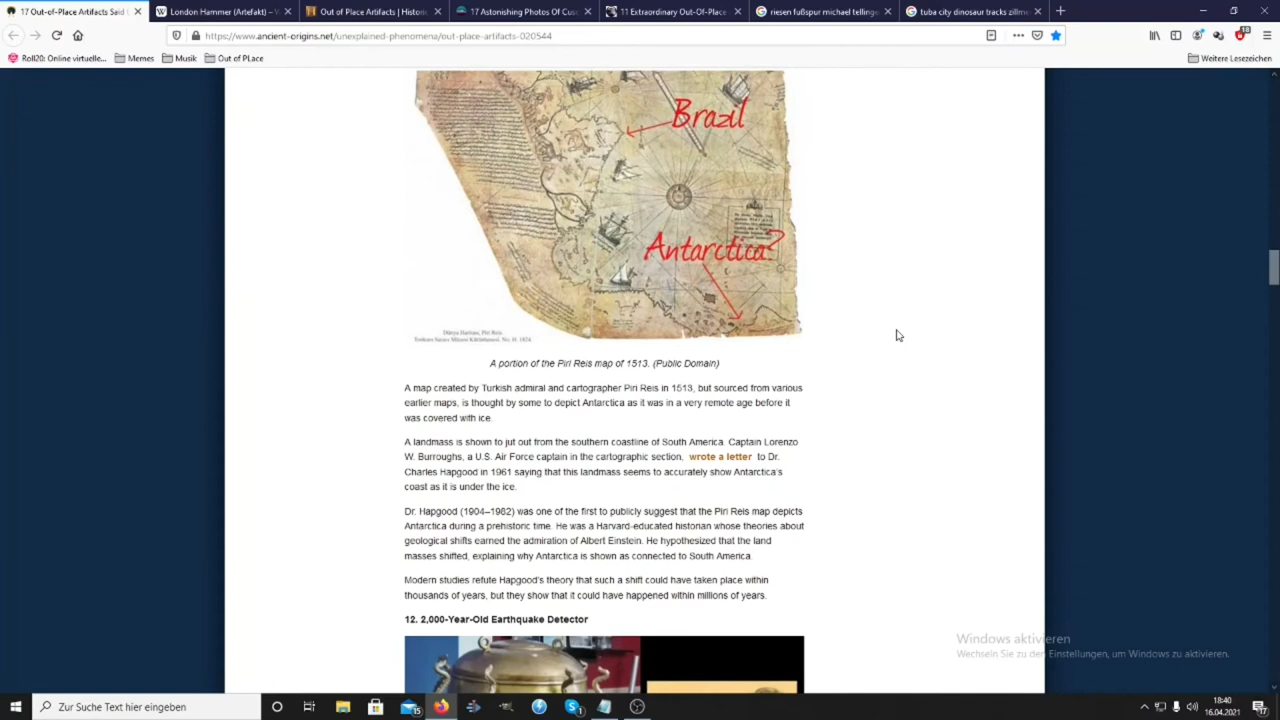 17 Out-of-Place Artifacts Said
London Hammer (Artefakt) – W
Out of Place Artifacts | Historic
17 Astonishing Photos Of Cus
11 Extraordinary Out-Of-Place
riesen fußspur michael tellinge
tuba city dinosaur tracks zillme
https://www.ancient-origins.net/unexplained-phenomena/out-place-artifacts-020544
Roll20: Online virtuelle...
Memes
Musik
Out of PLace
Weitere Lesezeichen
Brazil
Antarctica?
A portion of the Piri Reis map of 1513. (Public Domain)
A map created by Turkish admiral and cartographer Piri Reis in 1513, but sourced from various
earlier maps, is thought by some to depict Antarctica as it was in a very remote age before it
was covered with ice.
A landmass is shown to jut out from the southern coastline of South America. Captain Lorenzo
W. Burroughs, a U.S. Air Force captain in the cartographic section, wrote a letter to Dr.
Charles Hapgood in 1961 saying that this landmass seems to accurately show Antarctica's
coast as it is under the ice.
Dr. Hapgood (1904–1982) was one of the first to publicly suggest that the Piri Reis map depicts
Antarctica during a prehistoric time. He was a Harvard-educated historian whose theories about
geological shifts earned the admiration of Albert Einstein. He hypothesized that the land
masses shifted, explaining why Antarctica is shown as connected to South America.
Modern studies refute Hapgood's theory that such a shift could have taken place within
thousands of years, but they show that it could have happened within millions of years.
12. 2,000-Year-Old Earthquake Detector
Windows aktivieren
Wechseln Sie zu den Einstellungen, um Windows zu aktivieren.
Zur Suche Text hier eingeben
15
1
18:40
16.04.2021
17